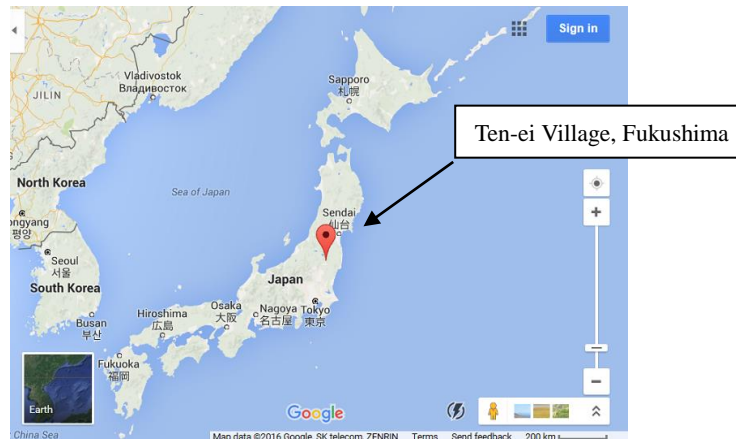 Sign in
Vladivostok
Владивосток
JILIN
Sapporo
札幌
Ten-ei Village, Fukushima
North Korea
Sea of Japan
ongyang
평양
Sendai
仙台
Seoul
서울
South Korea
Japan
Busan
부산
Hiroshima
広島
Osaka
大阪
Nagoya
名古屋
Tokyo
東京
Fukuoka
福岡
Earth
Google
China Sea
Map data ©2016 Google, SK telecom, ZENRIN Terms Send feedback 200 km